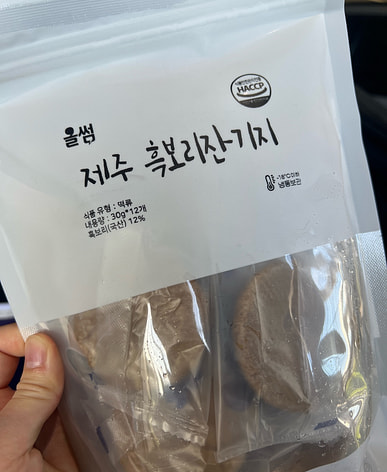 HACCP
올썸
제주 흑보리잔기지
-18℃이하
냉동보관
식품 유형 : 떡류
내용량 : 30g*12개
흑보리(국산) 12%